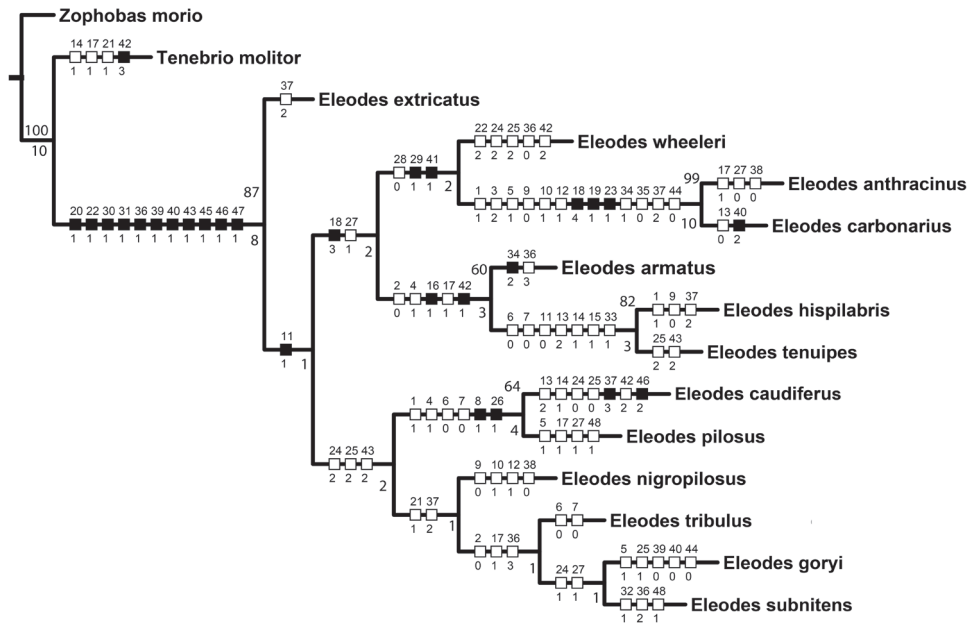 Zophobas morio
14 17 21 42
1 1 1 3
Tenebrio molitor
37
2
Eleodes extricatus
100
10
22 24 25 36 42
2 2 2 0 2
Eleodes wheeleri
28 29 41
0 1 1
2
99
10
17 27 38
1 0 0
Eleodes anthracinus
1 3 5 9 10 11 12 18 19 23 34 35 37 44
1 2 1 0 1 0 1 4 1 1 1 0 2 0
13 40
0 2
Eleodes carbonarius
87
8
20 22 30 31 36 39 40 43 45 46 47
1 1 1 1 1 1 1 1 1 1 1
18 27
3 1
2
60
3
34 36
2 3
Eleodes armatus
2 4 16 17 42
0 1 1 1 1
82
3
1 9 37
1 0 2
Eleodes hispilabris
6 7 11 13 14 15 33
0 0 0 2 1 1 1
25 43
2 2
Eleodes tenuipes
11
1
1
64
4
13 14 24 25 37 42 46
2 1 0 0 3 2 2
Eleodes caudiferus
1 4 6 7 8 26
1 1 0 0 1 1
5 17 27 48
1 1 1 1
Eleodes pilosus
24 25 43
2 2 2
2
9 10 12 38
0 1 1 0
Eleodes nigropilosus
21 37
1 2
1
6 7
0 0
Eleodes tribulus
2 17 36
0 1 3
1
5 25 39 40 44
1 1 0 0 0
Eleodes goryi
24 27
1 1
1
32 36 48
1 2 1
Eleodes subnitens